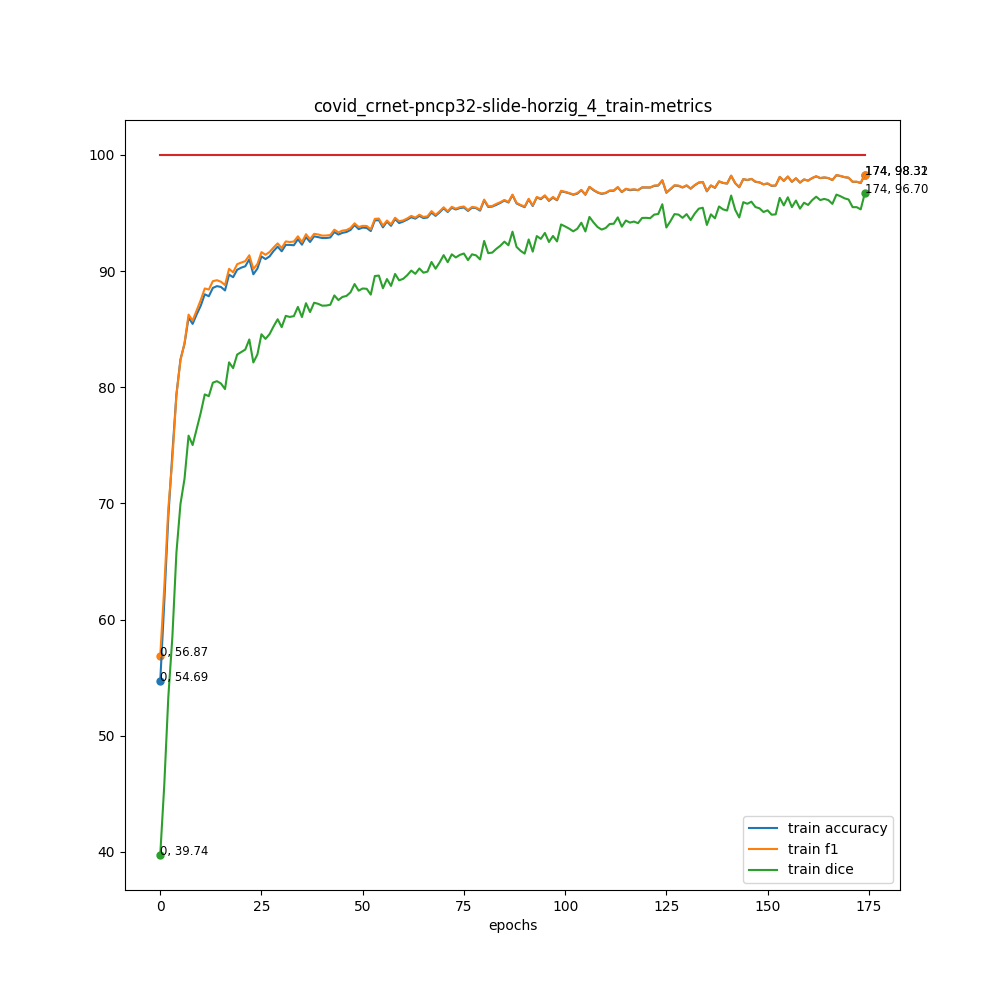 covid_crnet-pncp32-slide-horzig_4_train-metrics
100
90
80
70
60
50
40
174, 96.70
0, 56.87
0, 54.69
0, 39.74
train accuracy
train f1
train dice
0 25 50 75 100 125 150 175
epochs